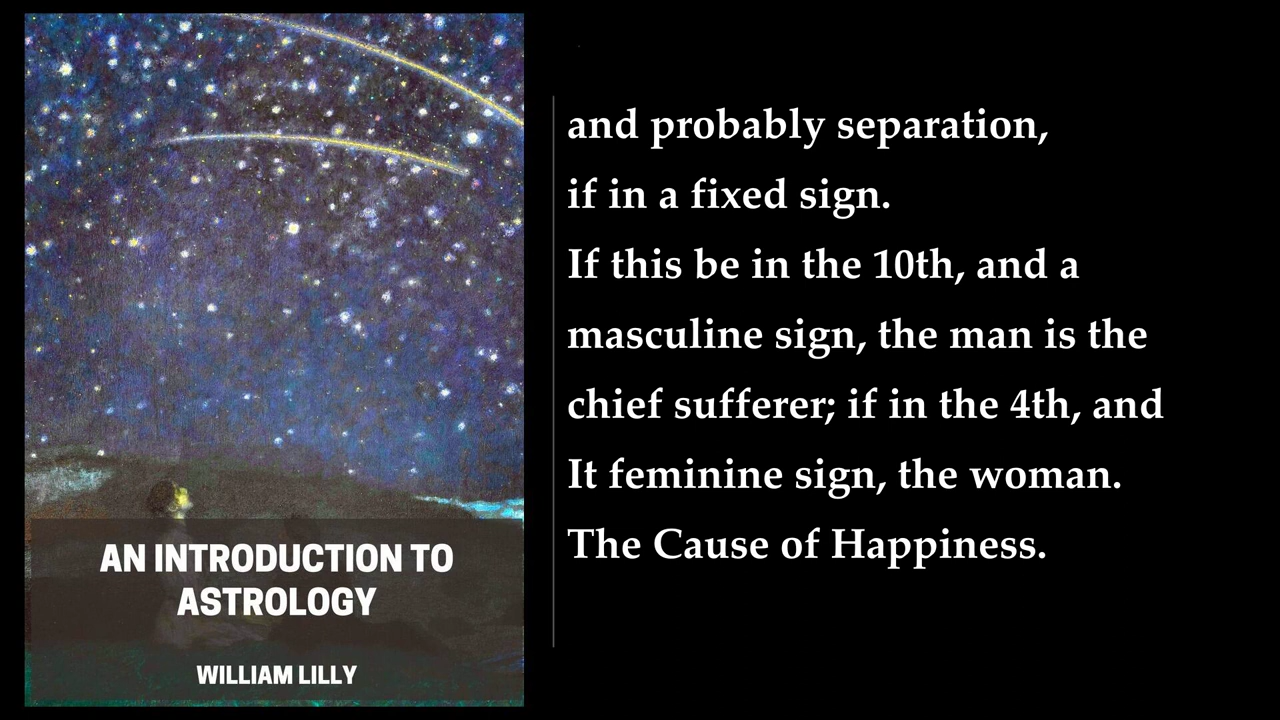 AN INTRODUCTION TO
ASTROLOGY
WILLIAM LILLY
and probably separation,
if in a fixed sign.
If this be in the 10th, and a
masculine sign, the man is the
chief sufferer; if in the 4th, and
It feminine sign, the woman.
The Cause of Happiness.